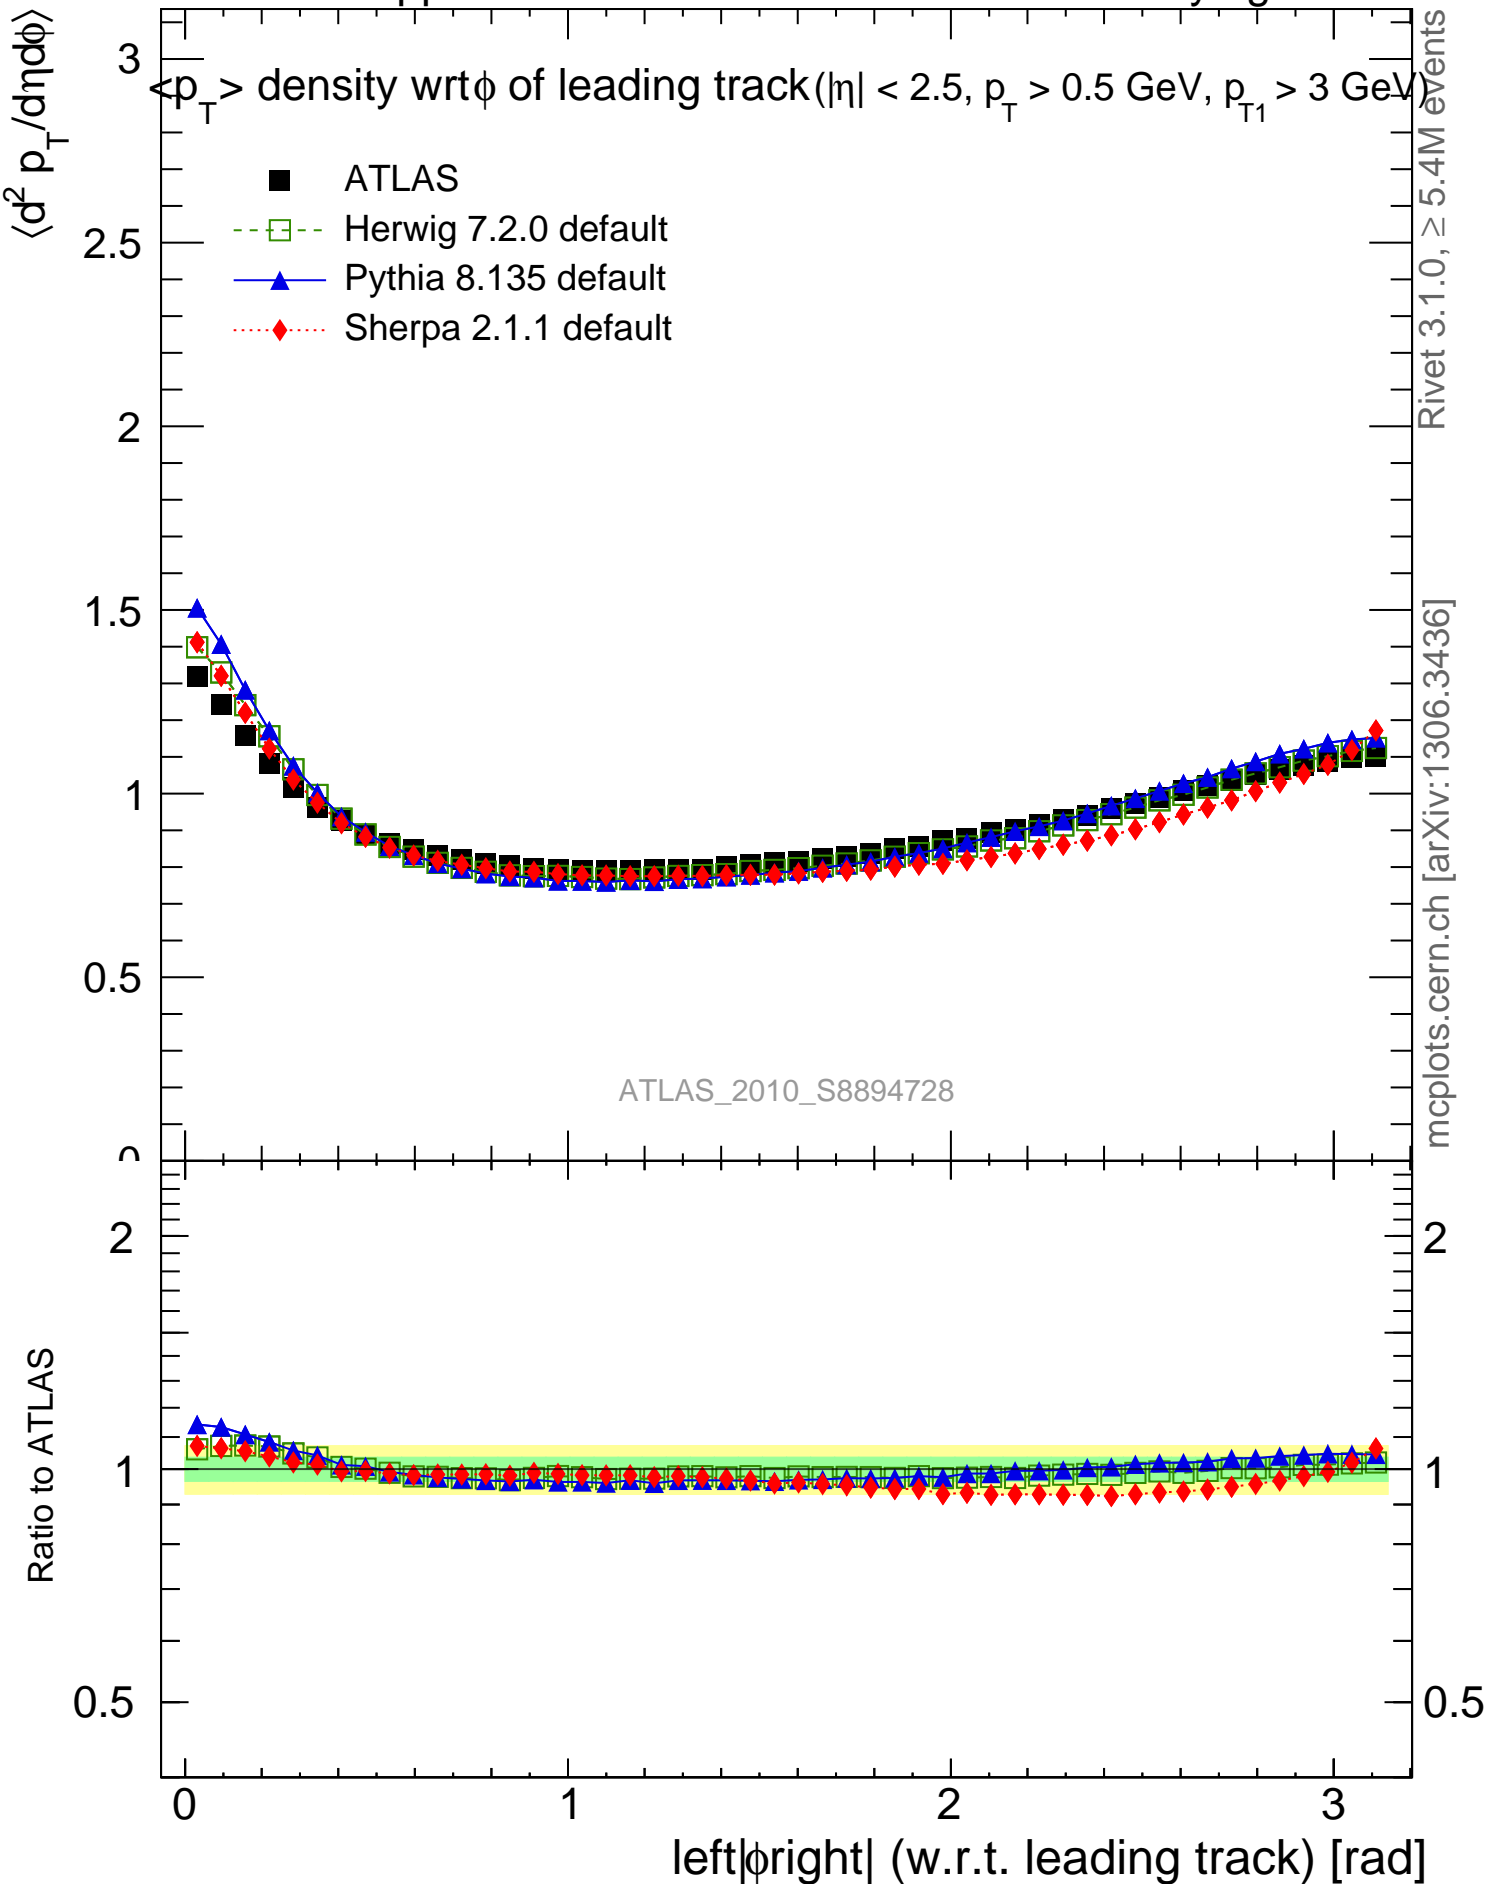 ⟨d² p_T/dηdϕ⟩
<p_T> density wrt ϕ of leading track (|η| < 2.5, p_T > 0.5 GeV, p_T1 > 3 GeV)
ATLAS
Herwig 7.2.0 default
Pythia 8.135 default
Sherpa 2.1.1 default
3
2.5
2
1.5
1
0.5
0
ATLAS_2010_S8894728
Rivet 3.1.0, ≥ 5.4M events
mcplots.cern.ch [arXiv:1306.3436]
Ratio to ATLAS
2
1
0.5
2
1
0.5
0 1 2 3
left|ϕright| (w.r.t. leading track) [rad]